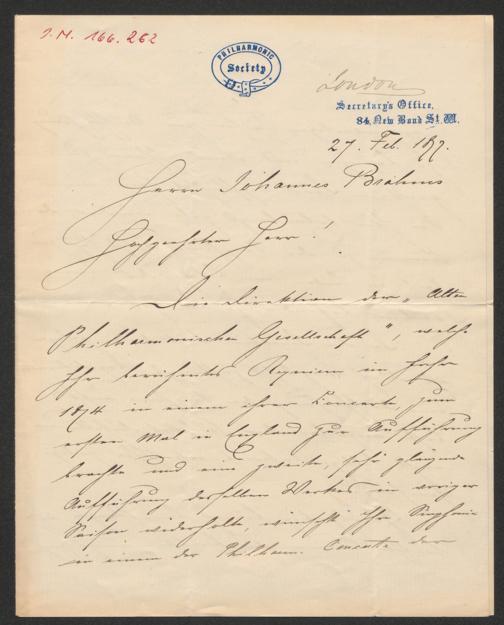 J.N. 166.262
PHILHARMONIC
Society
London
Secretary's Office,
84, New Bond St. W.
27. Feb. 1877.
Herrn Johannes Brahms
Hochgeehrter Herr!
Die Direktion der „Alten
Philharmonischen Gesellschaft", welche
Ihr berühmtes Requiem im Jahr
1874 in einem ihrer Concerte, zum
ersten Mal in England zur Aufführung
brachte und eine zweite, sehr glänzende
Aufführung desselben Werkes in voriger
Saison wiederholte, wünscht Ihre Symphonie
in einem der Philharm. Concerte der